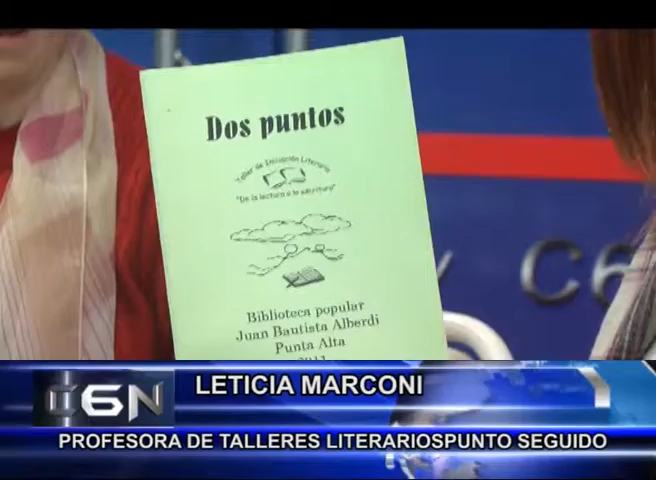 Dos puntos
Taller de Iniciación Literaria
"De la lectura a la escritura"
Biblioteca popular
Juan Bautista Alberdi
Punta Alta
C6N
LETICIA MARCONI
PROFESORA DE TALLERES LITERARIOSPUNTO SEGUIDO